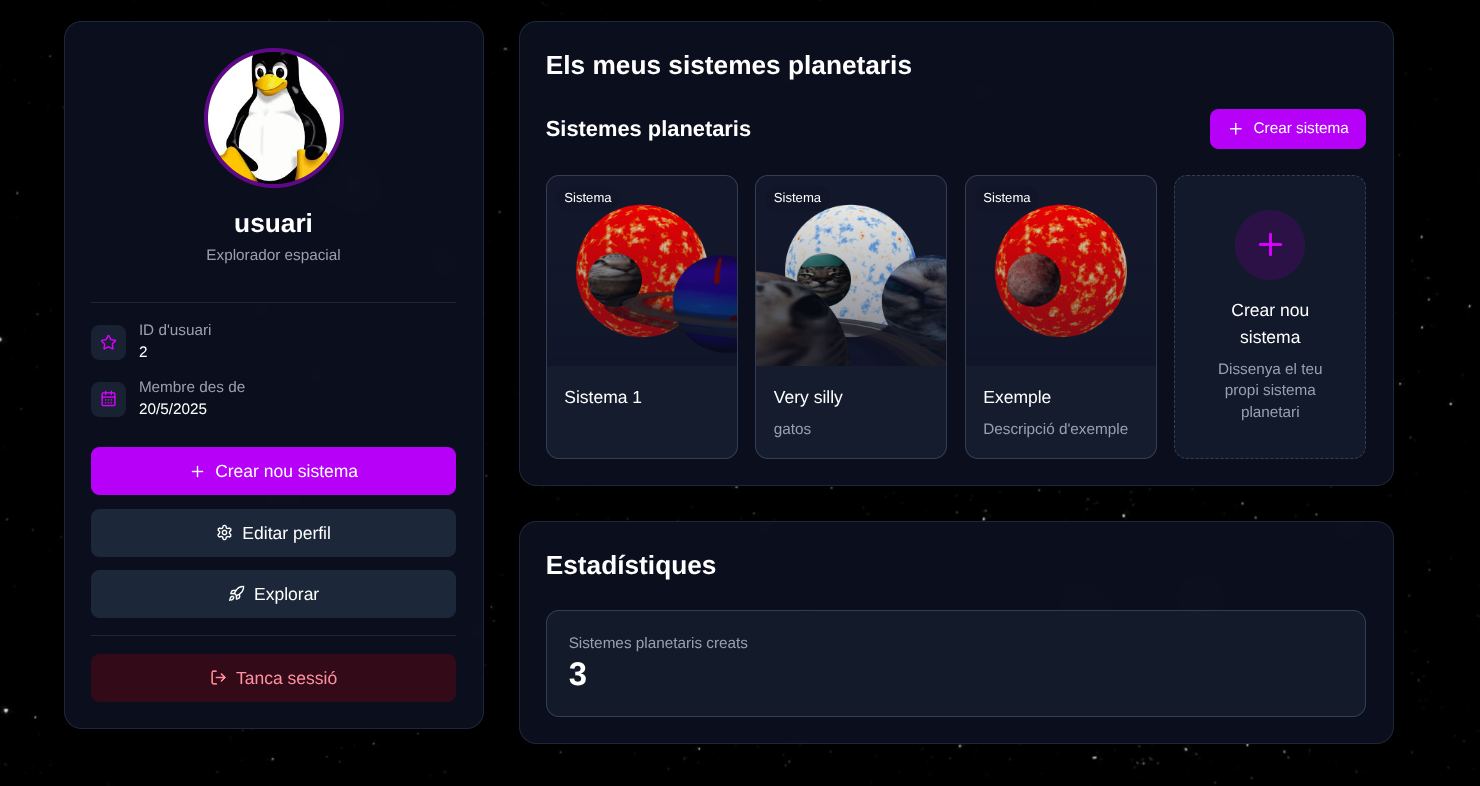 usuari
Explorador espacial
ID d'usuari
2
Membre des de
20/5/2025
Crear nou sistema
Editar perfil
Explorar
Tanca sessió
Els meus sistemes planetaris
Sistemes planetaris
Crear sistema
Sistema
Sistema 1
Sistema
Very silly
gatos
Sistema
Exemple
Descripció d'exemple
Crear nou
sistema
Dissenya el teu
propi sistema
planetari
Estadístiques
Sistemes planetaris creats
3